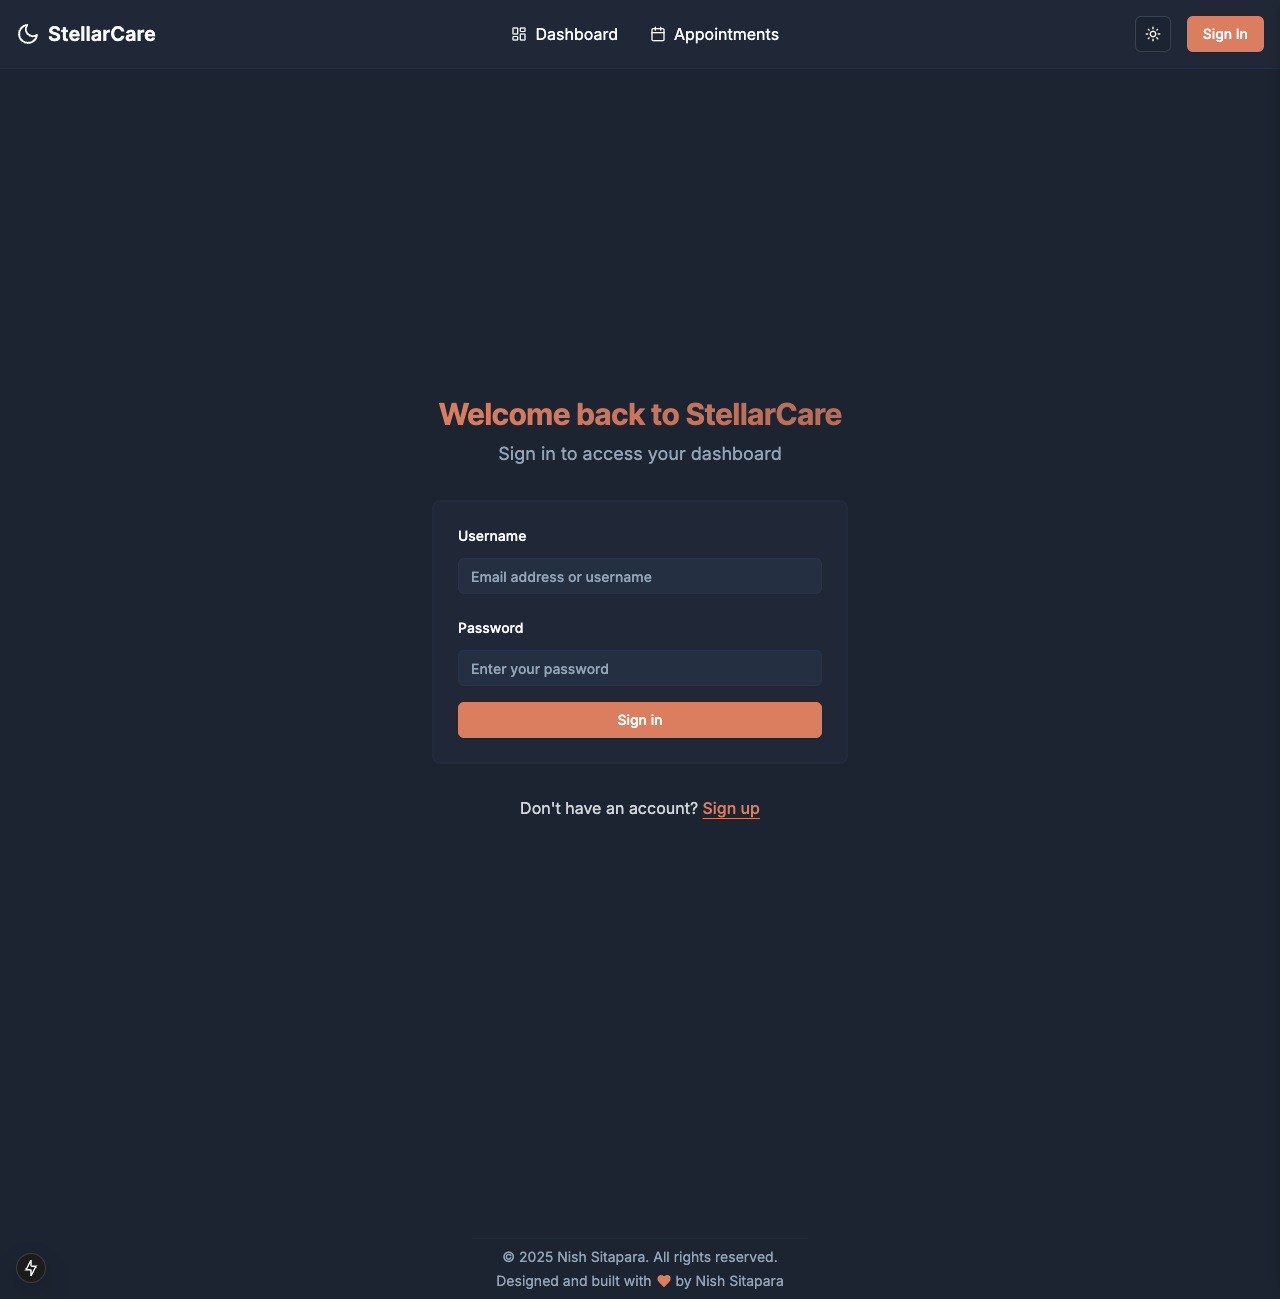 StellarCare
Dashboard
Appointments
Sign In
Welcome back to StellarCare
Sign in to access your dashboard
Username
Email address or username
Password
Enter your password
Sign in
Don't have an account? Sign up
© 2025 Nish Sitapara. All rights reserved.
Designed and built with by Nish Sitapara